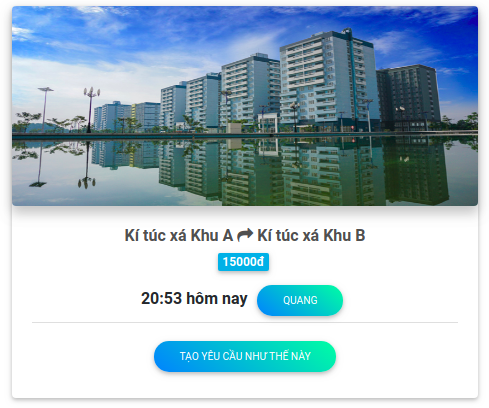 Kí túc xá Khu A Kí túc xá Khu B
15000đ
20:53 hôm nay QUANG
TẠO YÊU CẦU NHƯ THẾ NÀY